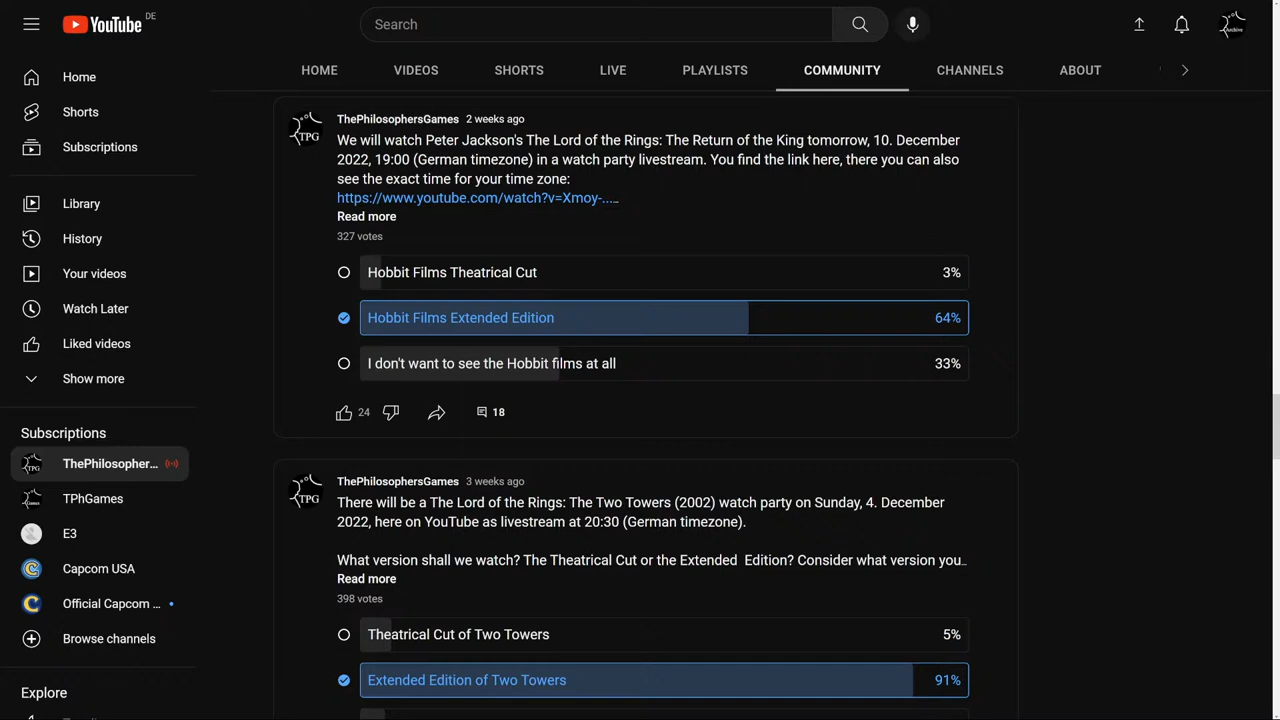 YouTube DE
Search
Archive
HOME VIDEOS SHORTS LIVE PLAYLISTS COMMUNITY CHANNELS ABOUT
Home
Shorts
Subscriptions
Library
History
Your videos
Watch Later
Liked videos
Show more
Subscriptions
TPG ThePhilosopher...
TPhGames
E3
Capcom USA
Official Capcom ...
Browse channels
Explore
TPG
ThePhilosophersGames 2 weeks ago
We will watch Peter Jackson's The Lord of the Rings: The Return of the King tomorrow, 10. December
2022, 19:00 (German timezone) in a watch party livestream. You find the link here, there you can also
see the exact time for your time zone:
https://www.youtube.com/watch?v=Xmoy-...…
Read more
327 votes
Hobbit Films Theatrical Cut 3%
Hobbit Films Extended Edition 64%
I don't want to see the Hobbit films at all 33%
24 18
TPG
ThePhilosophersGames 3 weeks ago
There will be a The Lord of the Rings: The Two Towers (2002) watch party on Sunday, 4. December
2022, here on YouTube as livestream at 20:30 (German timezone).
What version shall we watch? The Theatrical Cut or the Extended Edition? Consider what version you…
Read more
398 votes
Theatrical Cut of Two Towers 5%
Extended Edition of Two Towers 91%